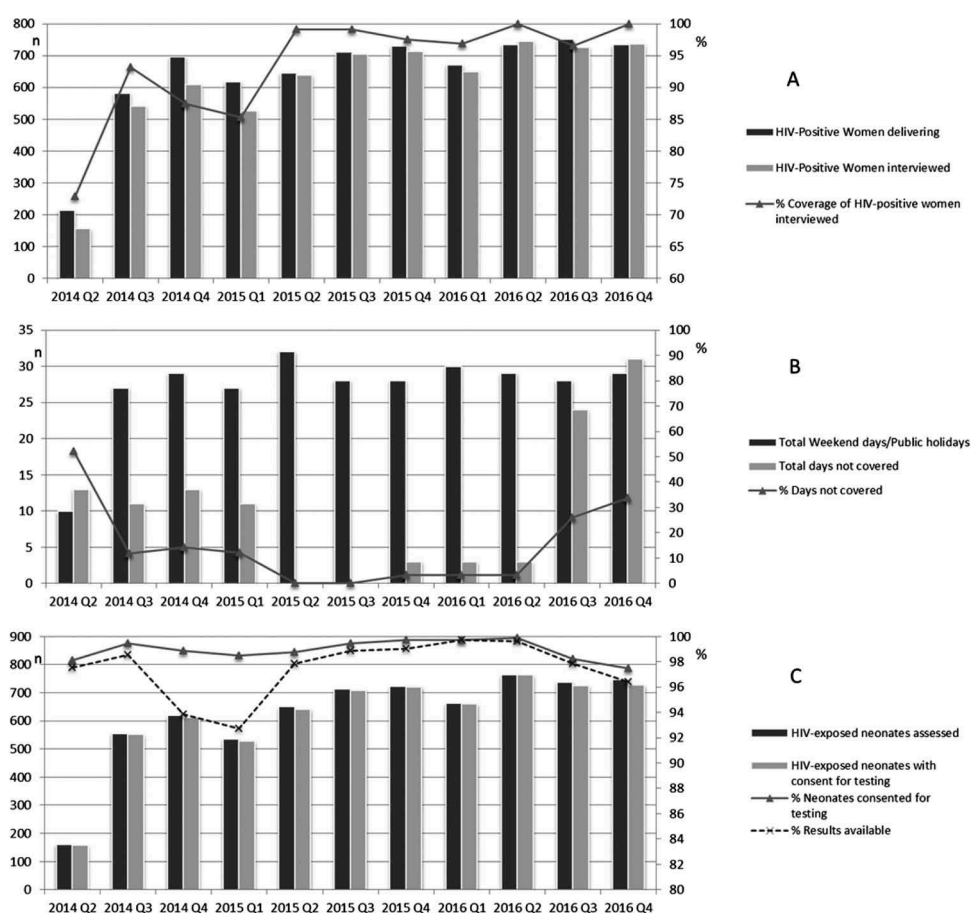 800
700
600
500
400
300
200
100
0
n
100
95
90
85
80
75
70
65
60
%
2014 Q2 2014 Q3 2014 Q4 2015 Q1 2015 Q2 2015 Q3 2015 Q4 2016 Q1 2016 Q2 2016 Q3 2016 Q4
A
HIV-Positive Women delivering
HIV-Positive Women interviewed
% Coverage of HIV-positive women
interviewed
35
30
25
20
15
10
5
0
n
100
90
80
70
60
50
40
30
20
10
0
%
2014 Q2 2014 Q3 2014 Q4 2015 Q1 2015 Q2 2015 Q3 2015 Q4 2016 Q1 2016 Q2 2016 Q3 2016 Q4
B
Total Weekend days/Public holidays
Total days not covered
% Days not covered
900
800
700
600
500
400
300
200
100
0
n
100
98
96
94
92
90
88
86
84
82
80
%
2014 Q2 2014 Q3 2014 Q4 2015 Q1 2015 Q2 2015 Q3 2015 Q4 2016 Q1 2016 Q2 2016 Q3 2016 Q4
C
HIV-exposed neonates assessed
HIV-exposed neonates with
consent for testing
% Neonates consented for
testing
% Results available